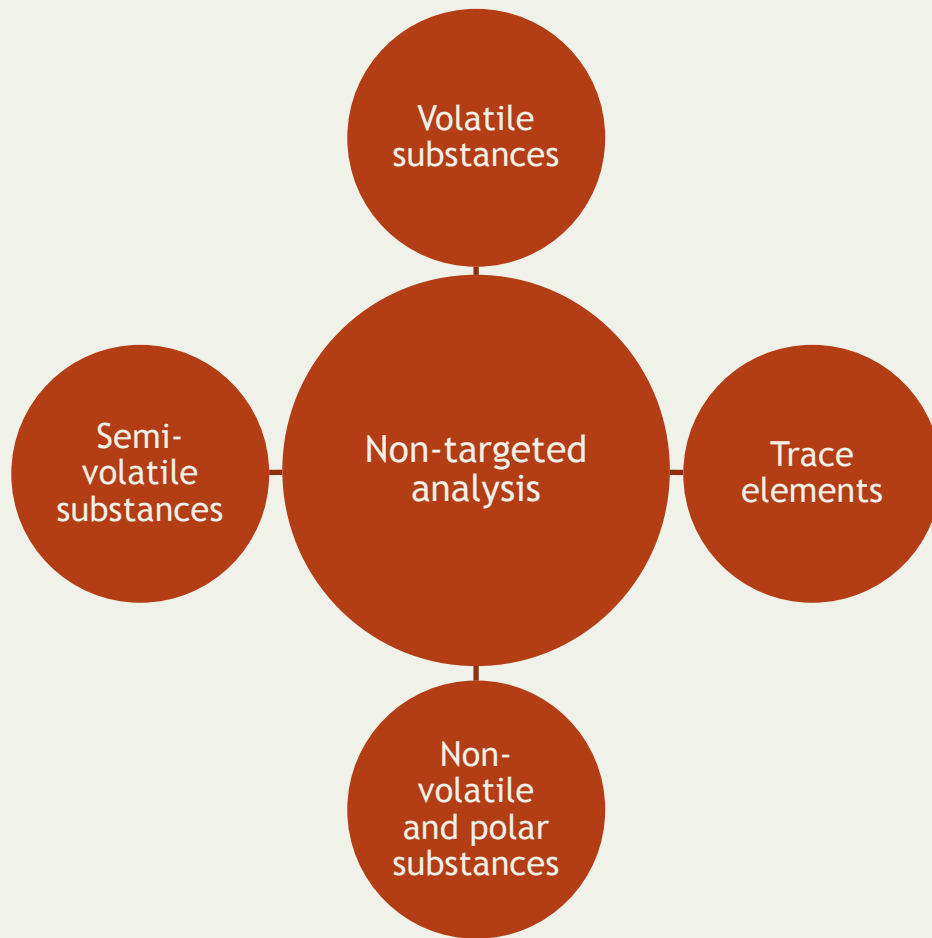 Volatile
substances
Semi-
volatile
substances
Non-targeted
analysis
Trace
elements
Non-
volatile
and polar
substances